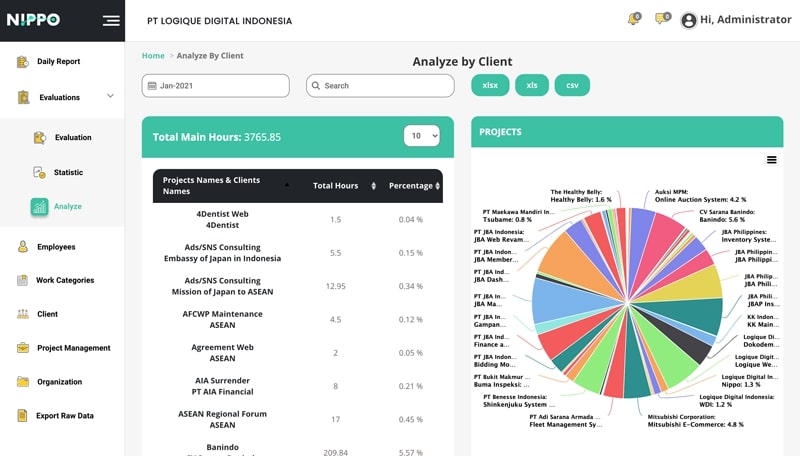 NIPPO
PT LOGIQUE DIGITAL INDONESIA
0
0
Hi, Administrator
Daily Report
Evaluations
Evaluation
Statistic
Analyze
Employees
Work Categories
Client
Project Management
Organization
Export Raw Data
Home > Analyze By Client
Analyze by Client
Jan-2021
Search
xlsx
xls
csv
Total Main Hours: 3765.85
10
Projects Names & Clients
Names
Total Hours
Percentage
4Dentist Web
4Dentist
1.5
0.04 %
Ads/SNS Consulting
Embassy of Japan in Indonesia
5.5
0.15 %
Ads/SNS Consulting
Mission of Japan to ASEAN
12.95
0.34 %
AFCWP Maintenance
ASEAN
4.5
0.12 %
Agreement Web
ASEAN
2
0.05 %
AIA Surrender
PT AIA Financial
8
0.21 %
ASEAN Regional Forum
ASEAN
17
0.45 %
Banindo
209.84
5.57 %
PROJECTS
The Healthy Belly:
Healthy Belly: 1.6 %
PT Maekawa Mandiri In...
Tsubame: 0.8 %
PT JBA Indonesia:
JBA Web Revam...
PT JBA Indon...
JBA Member...
PT JBA Ind...
JBA Dash...
PT JBA In...
JBA Ma...
PT JBA In...
Gampan...
PT JBA Ind...
Finance a...
PT JBA Indon...
Bidding Mo...
PT Bukit Makmur ...
Buma Inspeksi: ...
PT Benesse Indonesia:
Shinkenjuku System ...
PT Adi Sarana Armada ...
Fleet Management Sy...
Auksi MPM:
Online Auction System: 4.2 %
CV Sarana Banindo:
Banindo: 5.6 %
JBA Philippines:
Inventory Syste...
JBA Philippin...
JBA Philippi...
JBA Philip...
JBA Phili...
JBA Phili...
JBAP Ins...
KK Indon...
KK Main...
Logique Di...
Dokodem...
Logique Digit...
Logique We...
Logique Digital In...
Nippo: 1.3 %
Logique Digital Indonesia:
WDI: 1.2 %
Mitsubishi Corporation:
Mitsubishi E-Commerce: 4.8 %